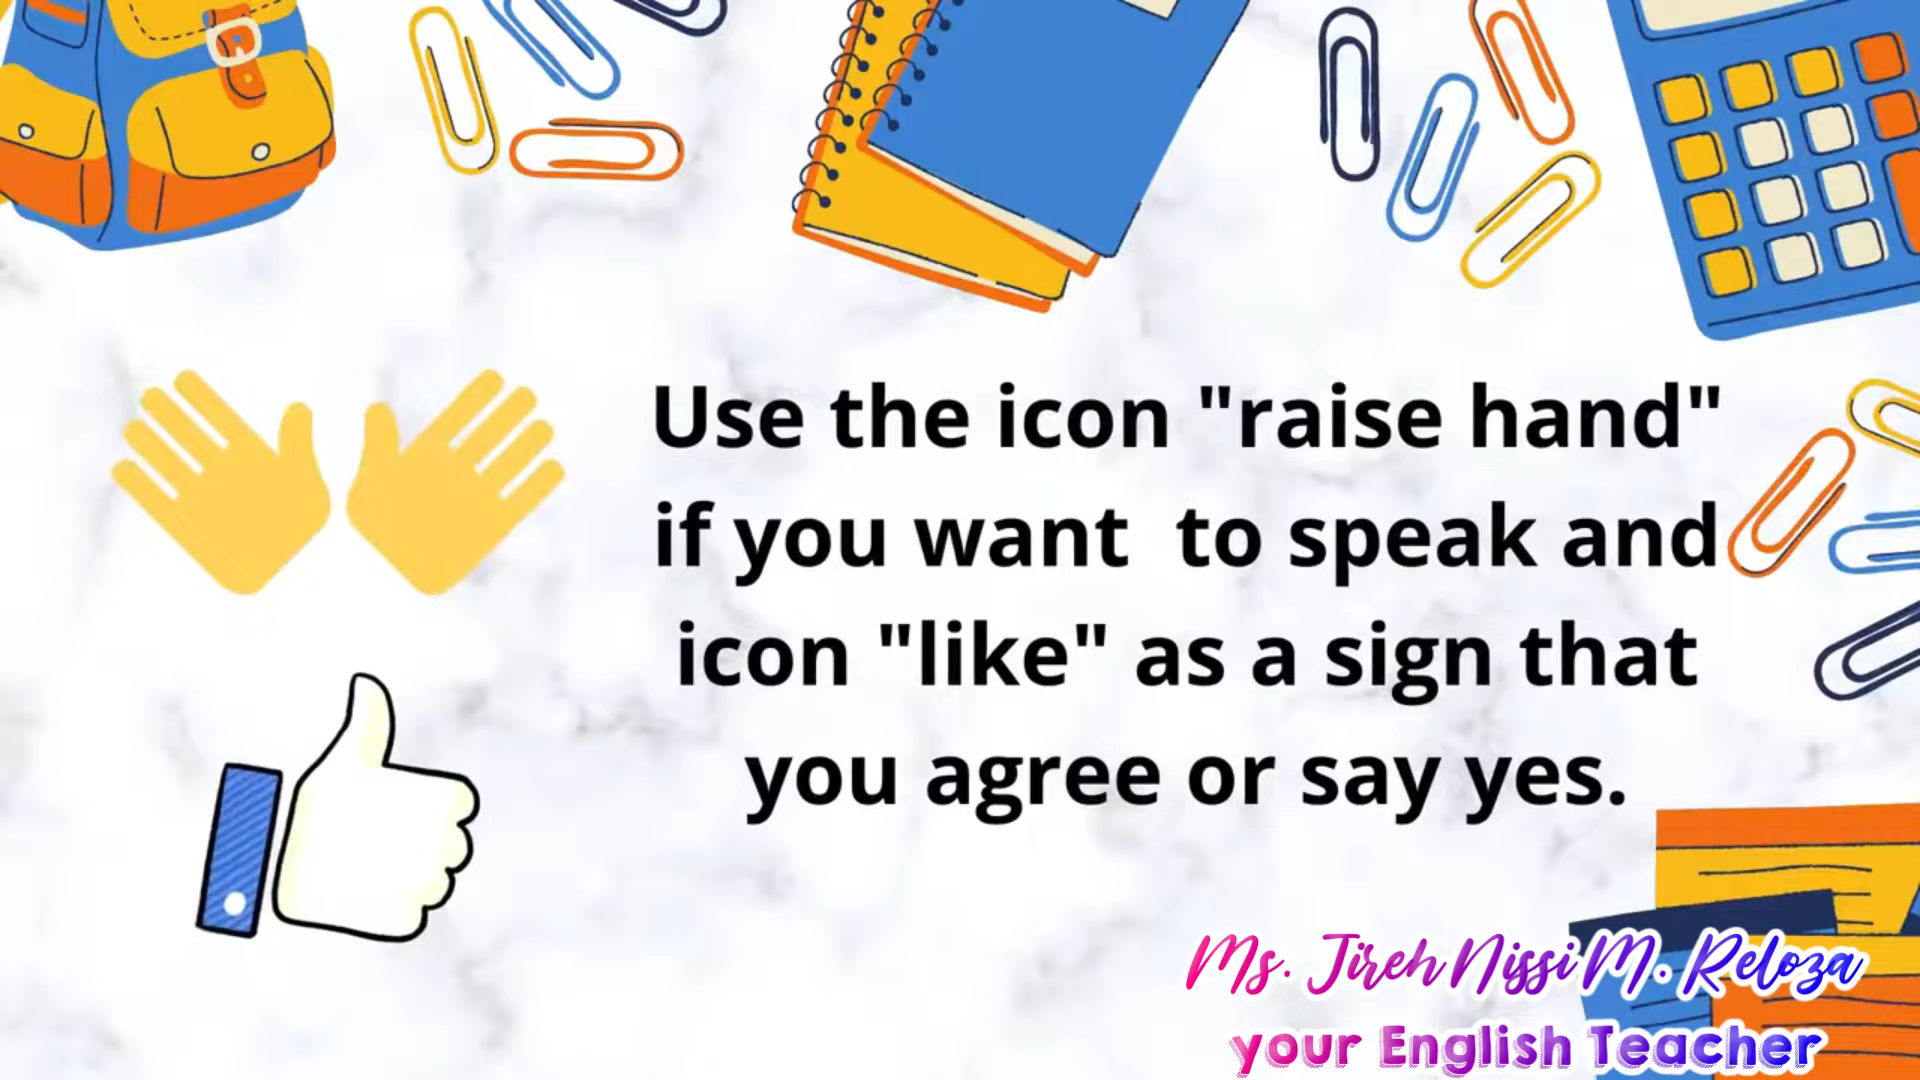 Use the icon "raise hand"
if you want  to speak and
icon "like" as a sign that
you agree or say yes.
Ms. Jireh Nissi M. Reloza
your English Teacher